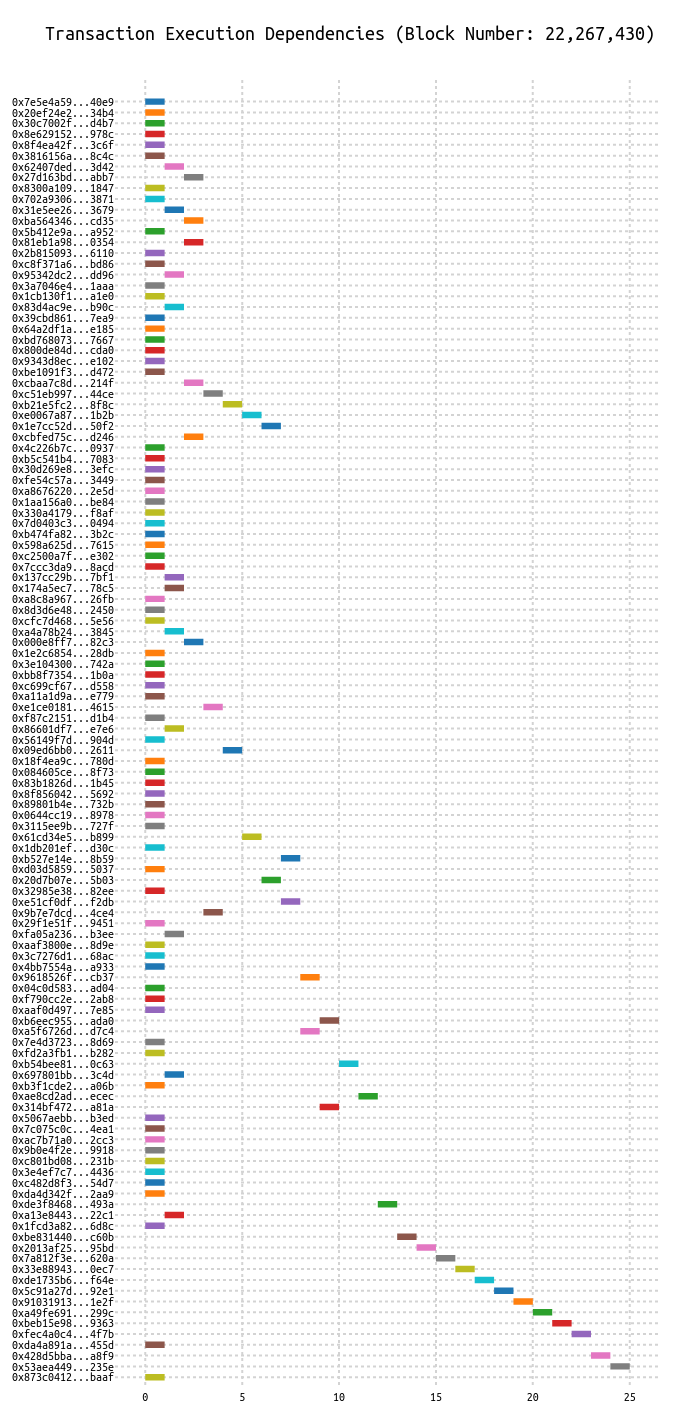 Transaction Execution Dependencies (Block Number: 22,267,430)
0x7e5e4a59...40e9
0x20ef24e2...34b4
0x30c7002f...d4b7
0x8e629152...978c
0x8f4ea42f...3c6f
0x3816156a...8c4c
0x62407ded...3d42
0x27d163bd...abb7
0x8300a109...1847
0x702a9306...3871
0x31e5ee26...3679
0xba564346...cd35
0x5b412e9a...a952
0x81eb1a98...0354
0x2b815093...6110
0xc8f371a6...bd86
0x95342dc2...dd96
0x3a7046e4...1aaa
0x1cb130f1...a1e0
0x83d4ac9e...b90c
0x39cbd861...7ea9
0x64a2df1a...e185
0xbd768073...7667
0x800de84d...cda0
0x9343d8ec...e102
0xbe1091f3...d472
0xcbaa7c8d...214f
0xc51eb997...44ce
0xb21e5fc2...8f8c
0xe0067a87...1b2b
0x1e7cc52d...50f2
0xcbfed75c...d246
0x4c226b7c...0937
0xb5c541b4...7083
0x30d269e8...3efc
0xfe54c57a...3449
0xa8676220...2e5d
0x1aa156a0...be84
0x330a4179...f8af
0x7d0403c3...0494
0xb474fa82...3b2c
0x598a625d...7615
0xc2500a7f...e302
0x7ccc3da9...8acd
0x137cc29b...7bf1
0x174a5ec7...78c5
0xa8c8a967...26fb
0x8d3d6e48...2450
0xcfc7d468...5e56
0xa4a78b24...3845
0x000e8ff7...82c3
0x1e2c6854...28db
0x3e104300...742a
0xbb8f7354...1b0a
0xc699cf67...d558
0xa11a1d9a...e779
0xe1ce0181...4615
0xf87c2151...d1b4
0x86601df7...e7e6
0x56149f7d...904d
0x09ed6bb0...2611
0x18f4ea9c...780d
0x084605ce...8f73
0x83b1826d...1b45
0x8f856042...5692
0x89801b4e...732b
0x0644cc19...8978
0x3115ee9b...727f
0x61cd34e5...b899
0x1db201ef...d30c
0xb527e14e...8b59
0xd03d5859...5037
0x20d7b07e...5b03
0x32985e38...82ee
0xe51cf0df...f2db
0x9b7e7dcd...4ce4
0x29f1e51f...9451
0xfa05a236...b3ee
0xaaf3800e...8d9e
0x3c7276d1...68ac
0x4bb7554a...a933
0x9618526f...cb37
0x04c0d583...ad04
0xf790cc2e...2ab8
0xaaf0d497...7e85
0xb6eec955...ada0
0xa5f6726d...d7c4
0x7e4d3723...8d69
0xfd2a3fb1...b282
0xb54bee81...0c63
0x697801bb...3c4d
0xb3f1cde2...a06b
0xae8cd2ad...ecec
0x314bf472...a81a
0x5067aebb...b3ed
0x7c075c0c...4ea1
0xac7b71a0...2cc3
0x9b0e4f2e...9918
0xc801bd08...231b
0x3e4ef7c7...4436
0xc482d8f3...54d7
0xda4d342f...2aa9
0xde3f8468...493a
0xa13e8443...22c1
0x1fcd3a82...6d8c
0xbe831440...c60b
0x2013af25...95bd
0x7a812f3e...620a
0x33e88943...0ec7
0xde1735b6...f64e
0x5c91a27d...92e1
0x91031913...1e2f
0xa49fe691...299c
0xbeb15e98...9363
0xfec4a0c4...4f7b
0xda4a891a...455d
0x428d5bba...a8f9
0x53aea449...235e
0x873c0412...baaf
0 5 10 15 20 25